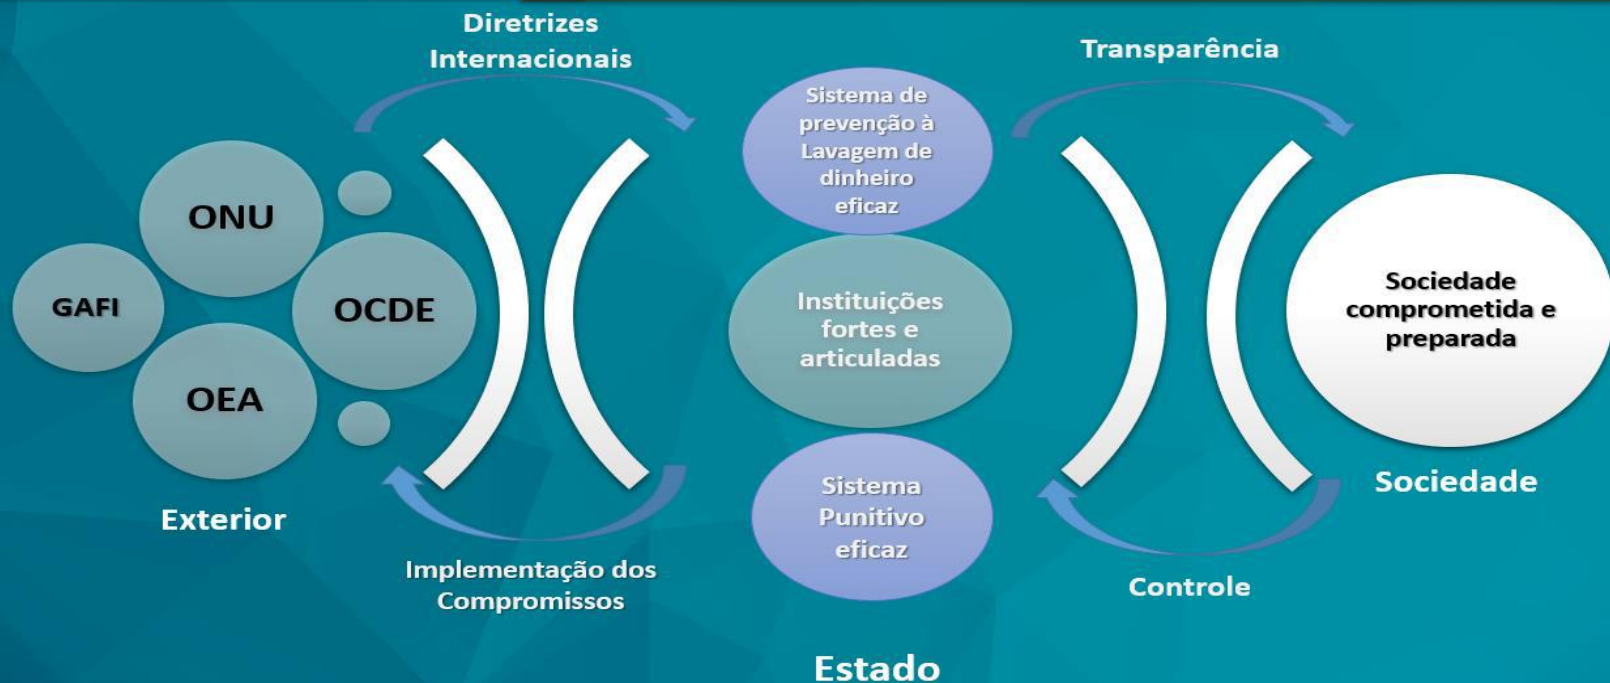 Diretrizes
Internacionais
ONU
GAFI
OCDE
OEA
Exterior
Implementação dos
Compromissos
Sistema de
prevenção à
Lavagem de
dinheiro
eficaz
Instituições
fortes e
articuladas
Sistema
Punitivo
eficaz
Estado
Transparência
Controle
Sociedade
comprometida e
preparada
Sociedade